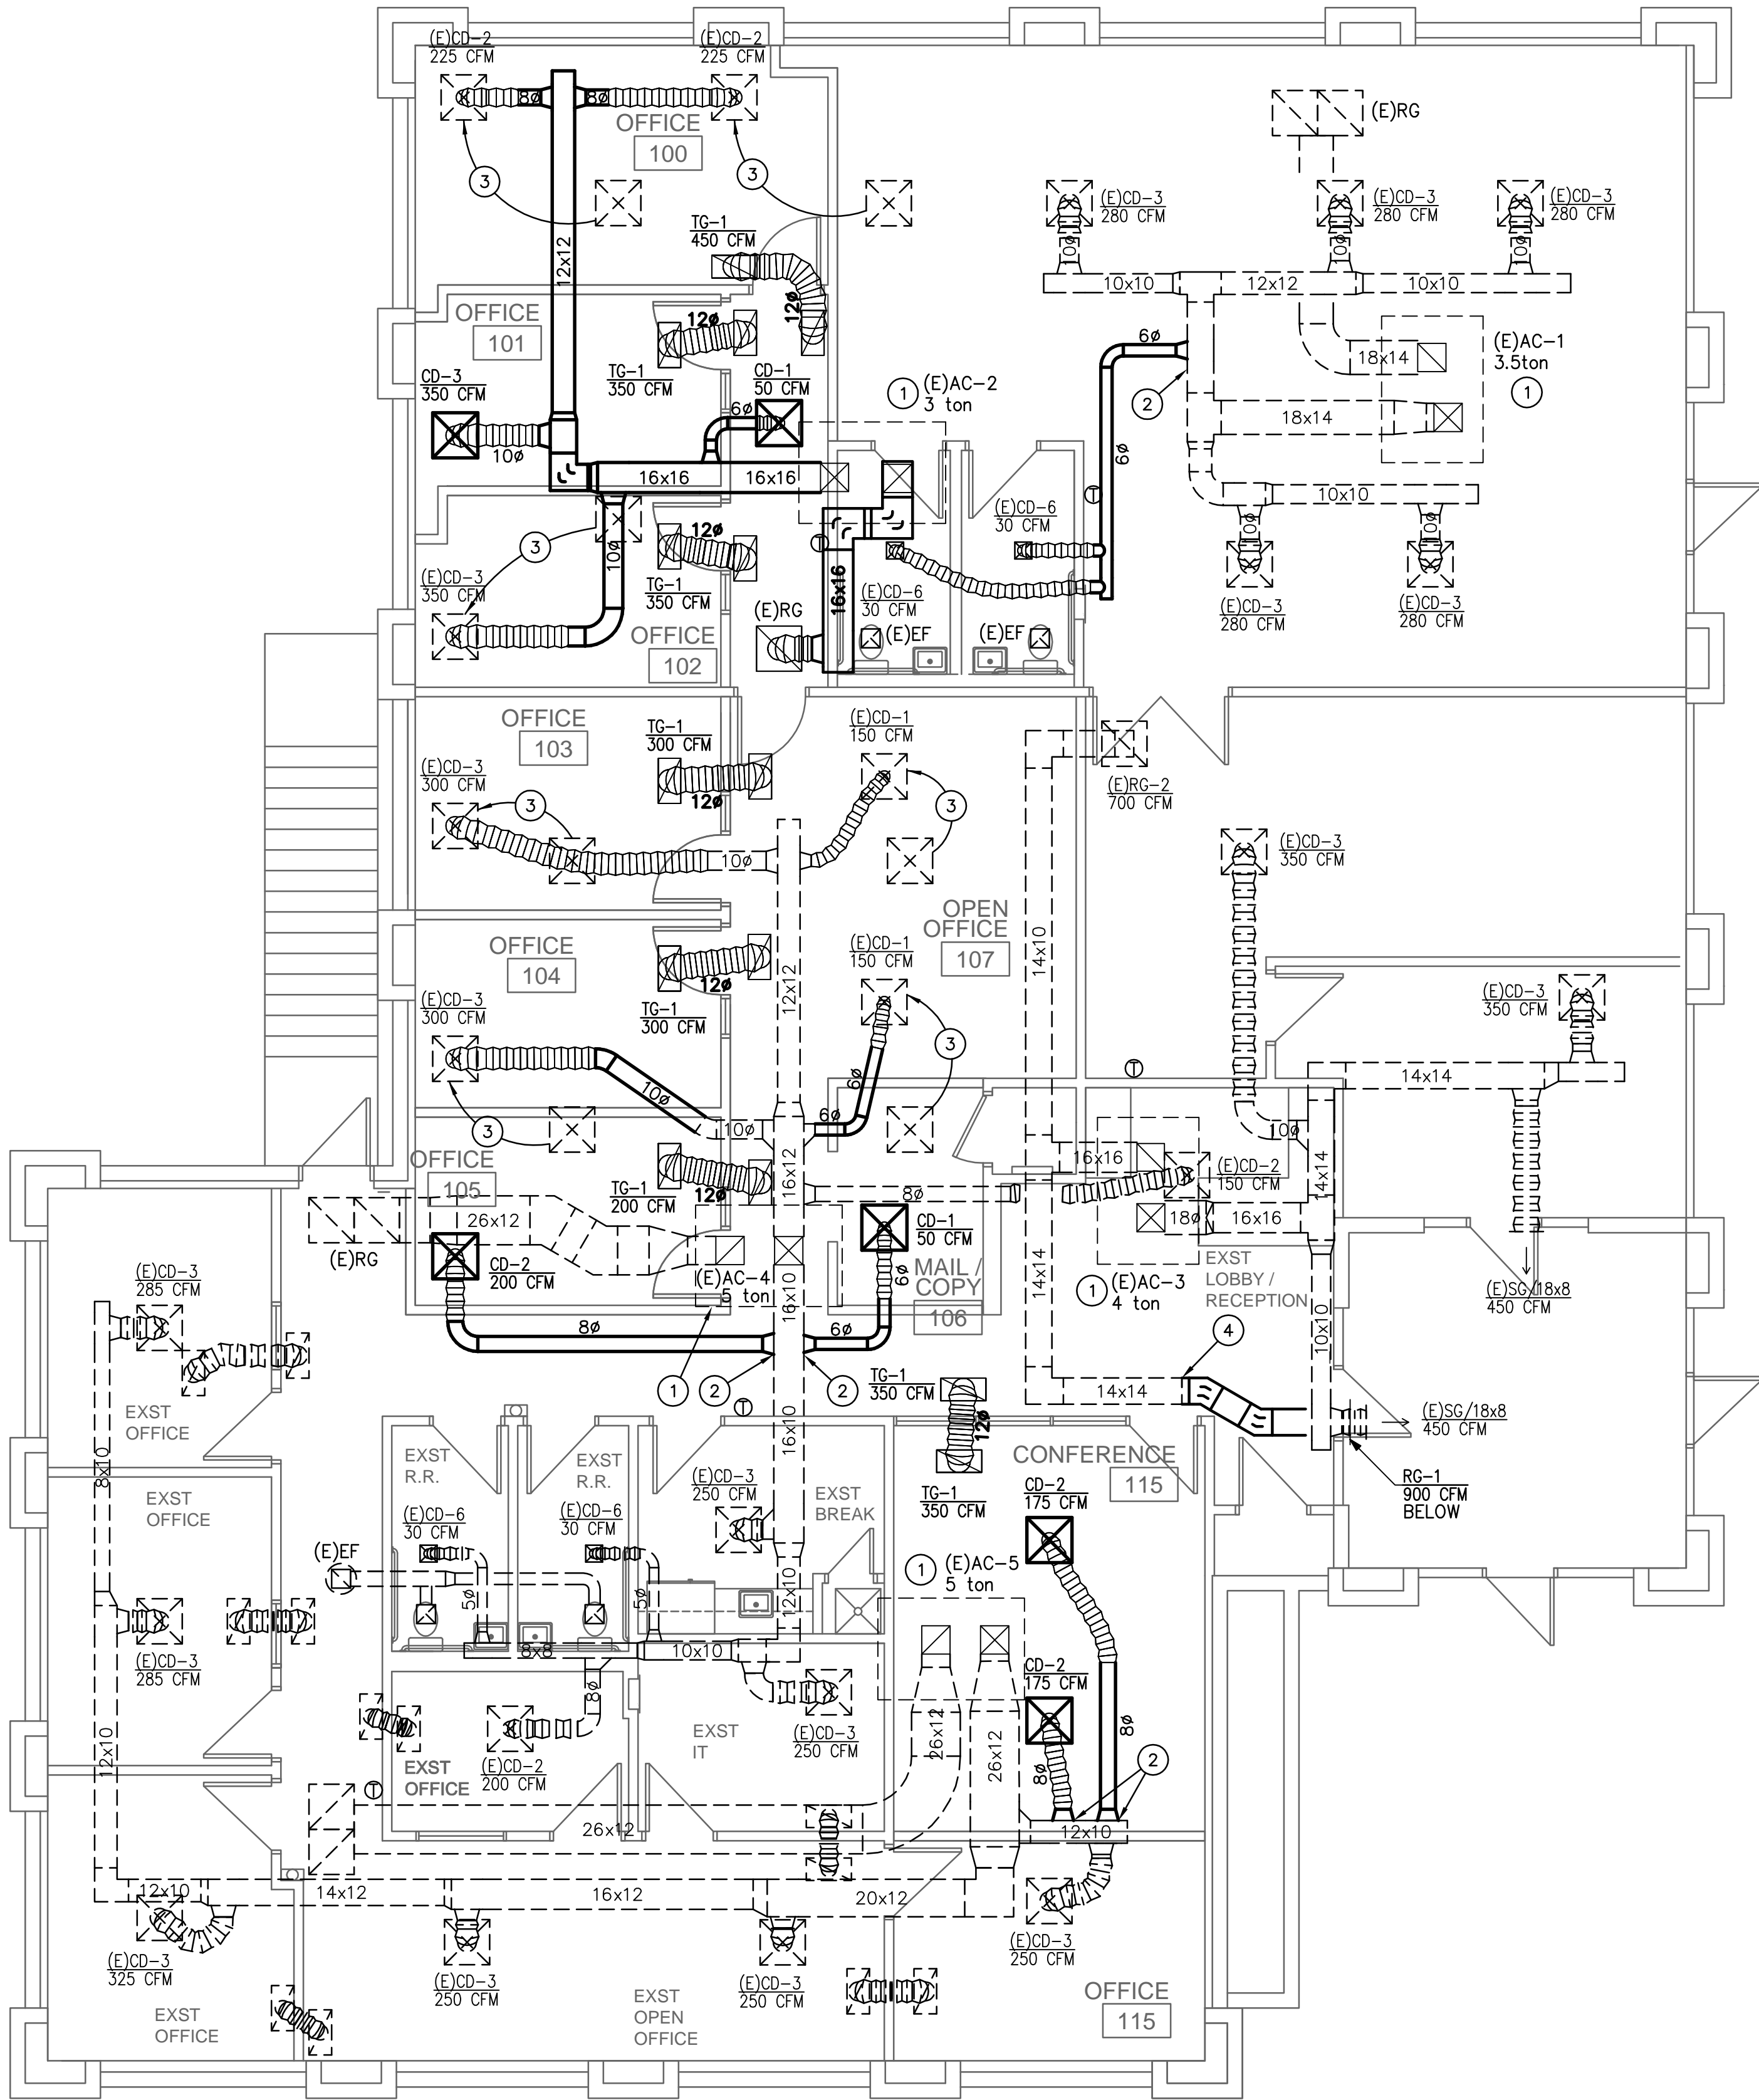 (E)CD-2
225 CFM
(E)CD-2
225 CFM
8ø
8ø
OFFICE
100
3
3
12x12
TG-1
450 CFM
12ø
(E)RG
(E)CD-3
280 CFM
(E)CD-3
280 CFM
(E)CD-3
280 CFM
10ø
10ø
10ø
10x10
12x12
10x10
OFFICE
101
12ø
TG-1
350 CFM
CD-1
50 CFM
6ø
CD-3
350 CFM
10ø
1
(E)AC-2
3 ton
6ø
2
6ø
18x14
(E)AC-1
3.5ton
1
18x14
16x16
16x16
10x10
10ø
10ø
(E)CD-3
280 CFM
(E)CD-3
280 CFM
T
T
(E)CD-6
30 CFM
3
10ø
12ø
TG-1
350 CFM
(E)CD-3
350 CFM
16x16
(E)CD-6
30 CFM
(E)RG
(E)EF
(E)EF
OFFICE
102
OFFICE
103
TG-1
300 CFM
12ø
(E)CD-1
150 CFM
(E)CD-3
300 CFM
3
3
10ø
(E)RG-2
700 CFM
(E)CD-3
350 CFM
OPEN
OFFICE
107
14x10
OFFICE
104
12ø
TG-1
300 CFM
12x12
(E)CD-1
150 CFM
(E)CD-3
300 CFM
3
10ø
6ø
6ø
3
10ø
(E)CD-3
350 CFM
14x14
T
10ø
14x14
OFFICE
105
TG-1
200 CFM
12ø
16x12
8ø
16x16
(E)CD-2
150 CFM
18ø
16x16
26x12
(E)RG
CD-2
200 CFM
CD-1
50 CFM
6ø
(E)AC-4
5 ton
16x10
MAIL /
COPY
106
14x14
1
(E)AC-3
4 ton
EXST
LOBBY /
RECEPTION
(E)SG/18x8
450 CFM
10x10
8ø
6ø
1
2
2
4
(E)CD-3
285 CFM
TG-1
350 CFM
12ø
14x14
(E)SG/18x8
450 CFM
RG-1
900 CFM
BELOW
EXST
OFFICE
8x10
T
16x10
EXST
R.R.
EXST
R.R.
(E)CD-3
250 CFM
EXST
BREAK
CONFERENCE
115
TG-1
350 CFM
CD-2
175 CFM
EXST
OFFICE
(E)CD-6
30 CFM
(E)CD-6
30 CFM
(E)EF
5ø
5ø
12x10
1
(E)AC-5
5 ton
(E)CD-3
285 CFM
8x8
10x10
8ø
CD-2
175 CFM
8ø
8ø
2
12x10
EXST
OFFICE
(E)CD-2
200 CFM
EXST
IT
(E)CD-3
250 CFM
26x12
26x12
T
26x12
12x10
12x10
14x12
16x12
20x12
(E)CD-3
325 CFM
(E)CD-3
250 CFM
(E)CD-3
250 CFM
(E)CD-3
250 CFM
EXST
OFFICE
EXST
OPEN
OFFICE
OFFICE
115